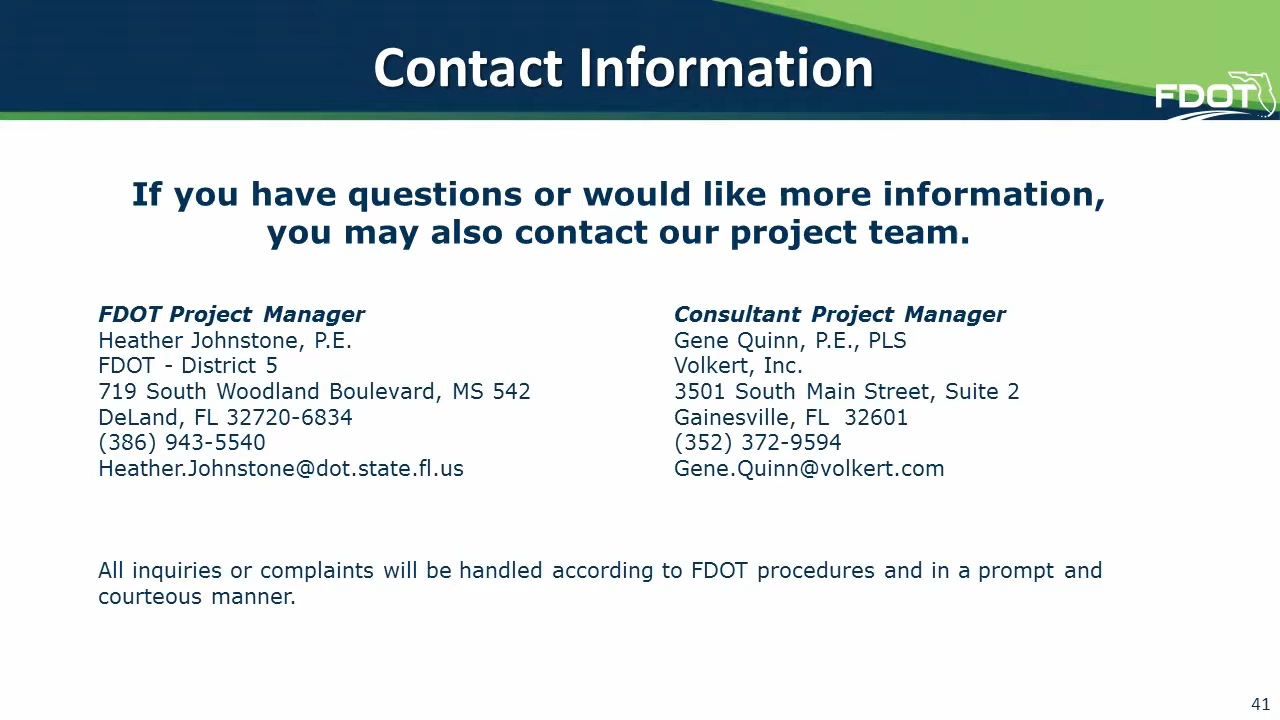 Contact Information
FDOT
If you have questions or would like more information,
you may also contact our project team.
FDOT Project Manager
Heather Johnstone, P.E.
FDOT - District 5
719 South Woodland Boulevard, MS 542
DeLand, FL 32720-6834
(386) 943-5540
Heather.Johnstone@dot.state.fl.us
Consultant Project Manager
Gene Quinn, P.E., PLS
Volkert, Inc.
3501 South Main Street, Suite 2
Gainesville, FL  32601
(352) 372-9594
Gene.Quinn@volkert.com
All inquiries or complaints will be handled according to FDOT procedures and in a prompt and
courteous manner.
41